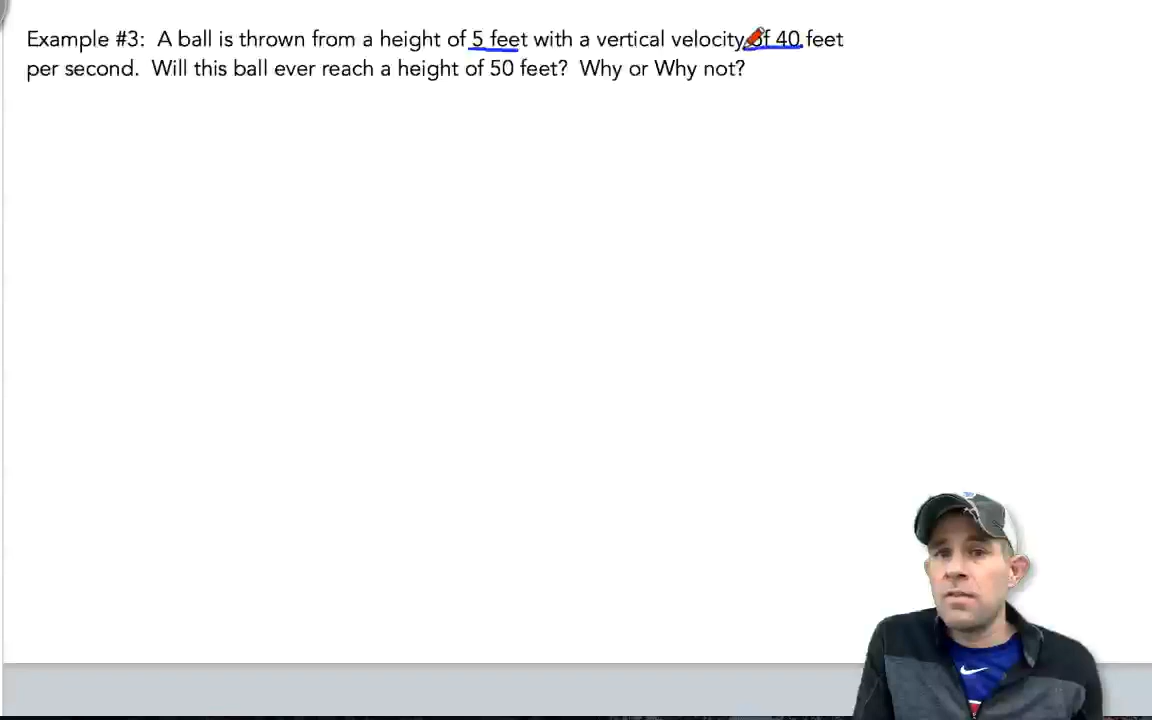 Example #3: A ball is thrown from a height of 5 feet with a vertical velocity of 40 feet
per second. Will this ball ever reach a height of 50 feet? Why or Why not?